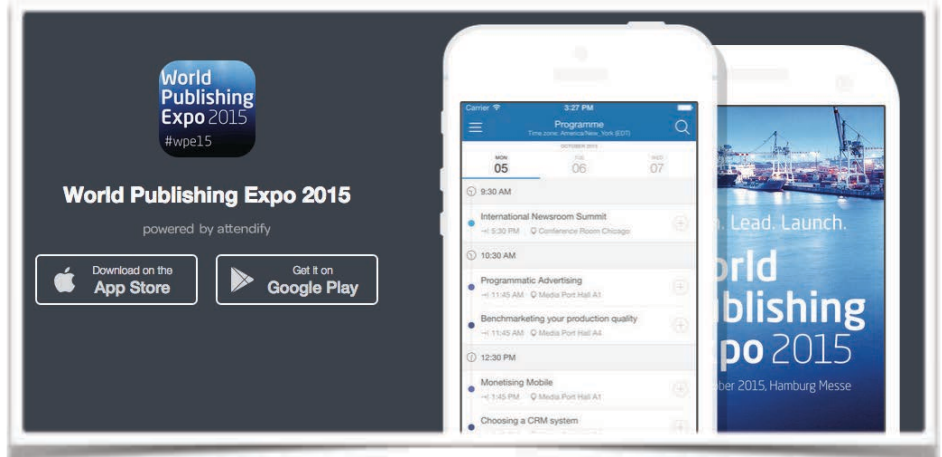 World
Publishing
Expo 2015
#wpe15
World Publishing Expo 2015
powered by attendify
Download on the
App Store
Get it on
Google Play
Carrier
3:27 PM
Programme
Time zone: America/New_York (EDT)
OCTOBER 2015
MON
TUE
WED
05
06
07
9:30 AM
International Newsroom Summit
5:30 PM
Conference Room Chicago
10:30 AM
Programmatic Advertising
11:45 AM
Media Port Hall A1
Benchmarketing your production quality
11:45 AM
Media Port Hall A4
12:30 PM
Monetising Mobile
1:45 PM
Media Port Hall A1
Choosing a CRM system
. Lead. Launch.
orld
blishing
po 2015
ber 2015, Hamburg Messe